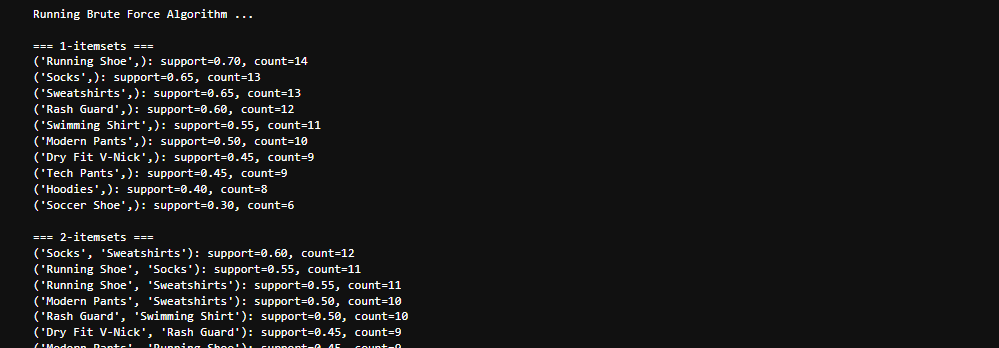 Running Brute Force Algorithm ...
=== 1-itemsets ===
('Running Shoe',): support=0.70, count=14
('Socks',): support=0.65, count=13
('Sweatshirts',): support=0.65, count=13
('Rash Guard',): support=0.60, count=12
('Swimming Shirt',): support=0.55, count=11
('Modern Pants',): support=0.50, count=10
('Dry Fit V-Nick',): support=0.45, count=9
('Tech Pants',): support=0.45, count=9
('Hoodies',): support=0.40, count=8
('Soccer Shoe',): support=0.30, count=6
=== 2-itemsets ===
('Socks', 'Sweatshirts'): support=0.60, count=12
('Running Shoe', 'Socks'): support=0.55, count=11
('Running Shoe', 'Sweatshirts'): support=0.55, count=11
('Modern Pants', 'Sweatshirts'): support=0.50, count=10
('Rash Guard', 'Swimming Shirt'): support=0.50, count=10
('Dry Fit V-Nick', 'Rash Guard'): support=0.45, count=9
('Modern Pants', 'Running Shoe'): support=0.45, count=9